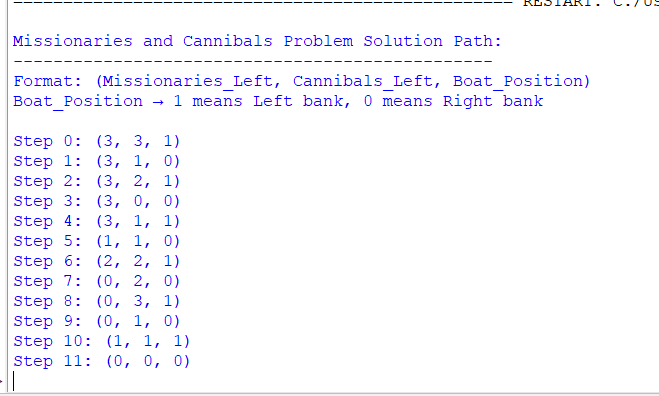 ------------------------------------------------ RESTART: C:/Us
Missionaries and Cannibals Problem Solution Path:
------------------------------------------------
Format: (Missionaries_Left, Cannibals_Left, Boat_Position)
Boat_Position → 1 means Left bank, 0 means Right bank
Step 0: (3, 3, 1)
Step 1: (3, 1, 0)
Step 2: (3, 2, 1)
Step 3: (3, 0, 0)
Step 4: (3, 1, 1)
Step 5: (1, 1, 0)
Step 6: (2, 2, 1)
Step 7: (0, 2, 0)
Step 8: (0, 3, 1)
Step 9: (0, 1, 0)
Step 10: (1, 1, 1)
Step 11: (0, 0, 0)